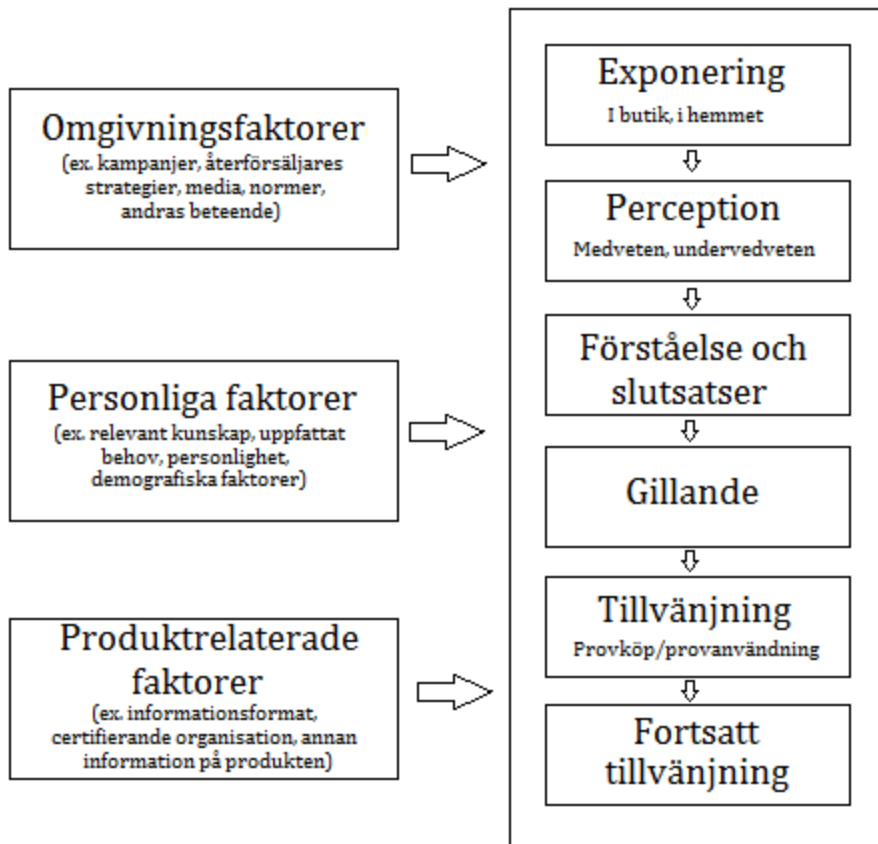 Omgivningsfaktorer
(ex. kampanjer, återförsäljares
strategier, media, normer,
andras beteende)
Personliga faktorer
(ex. relevant kunskap, uppfattat
behov, personlighet,
demografiska faktorer)
Produktrelaterade
faktorer
(ex. informationsformat,
certifierande organisation, annan
information på produkten)
Exponering
I butik, i hemmet
Perception
Medveten, undervedveten
Förståelse och
slutsatser
Gillande
Tillvänjning
Provköp/provanvändning
Fortsatt
tillvänjning